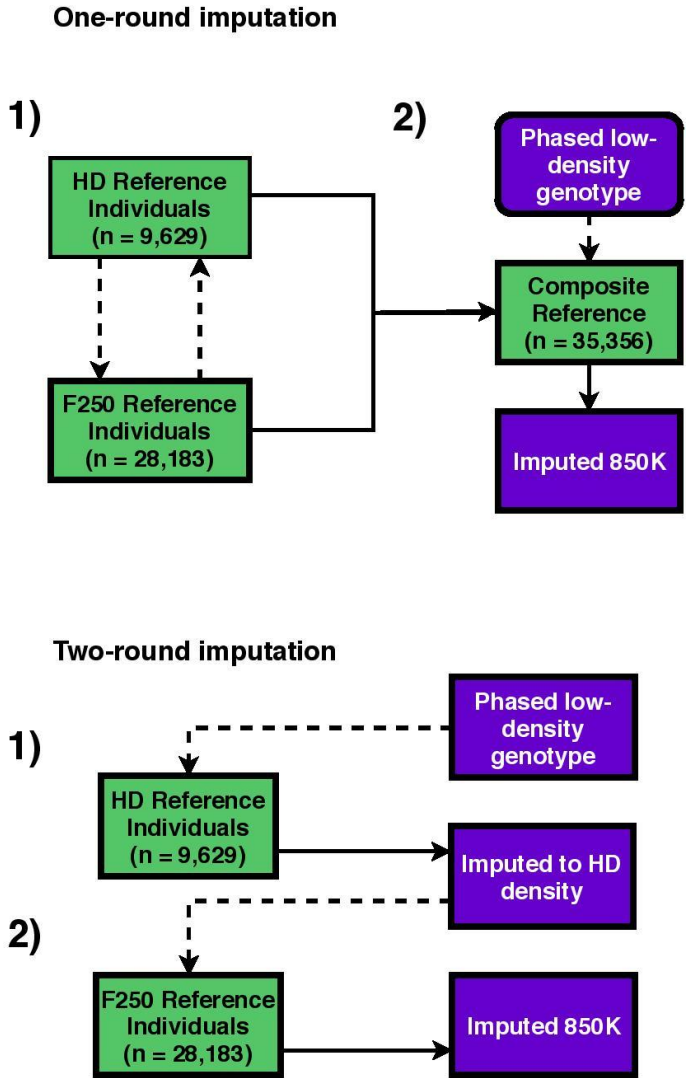 One-round imputation
1)
HD Reference
Individuals
(n = 9,629)
F250 Reference
Individuals
(n = 28,183)
2)
Phased low-
density
genotype
Composite
Reference
(n = 35,356)
Imputed 850K
Two-round imputation
1)
Phased low-
density
genotype
HD Reference
Individuals
(n = 9,629)
Imputed to HD
density
2)
F250 Reference
Individuals
(n = 28,183)
Imputed 850K